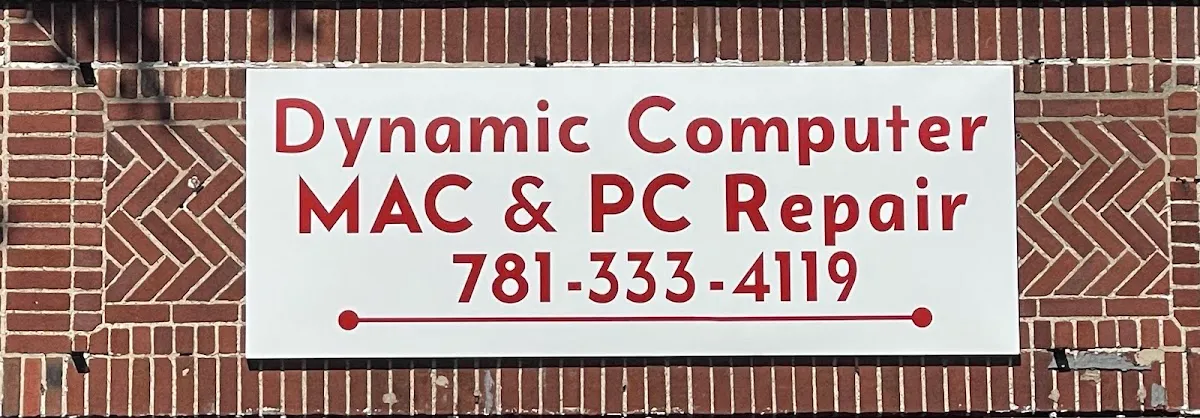 Dynamic Computer
MAC & PC Repair
781-333-4119